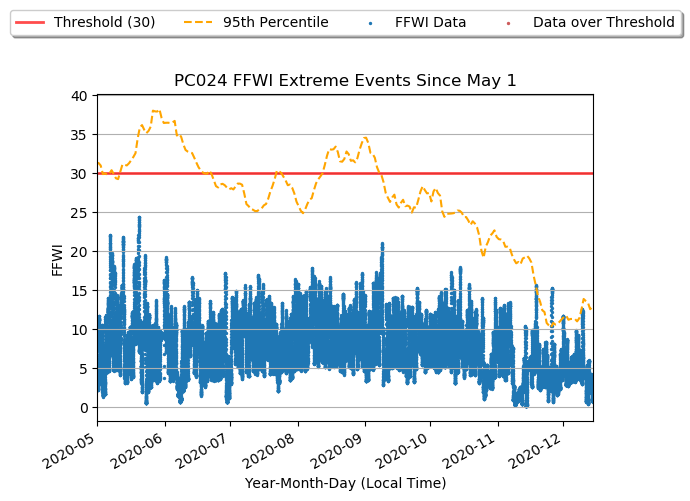 Threshold (30) 95th Percentile FFWI Data Data over Threshold
PC024 FFWI Extreme Events Since May 1
40
35
30
25
20
15
10
5
0
FFWI
2020-05 2020-06 2020-07 2020-08 2020-09 2020-10 2020-11 2020-12
Year-Month-Day (Local Time)